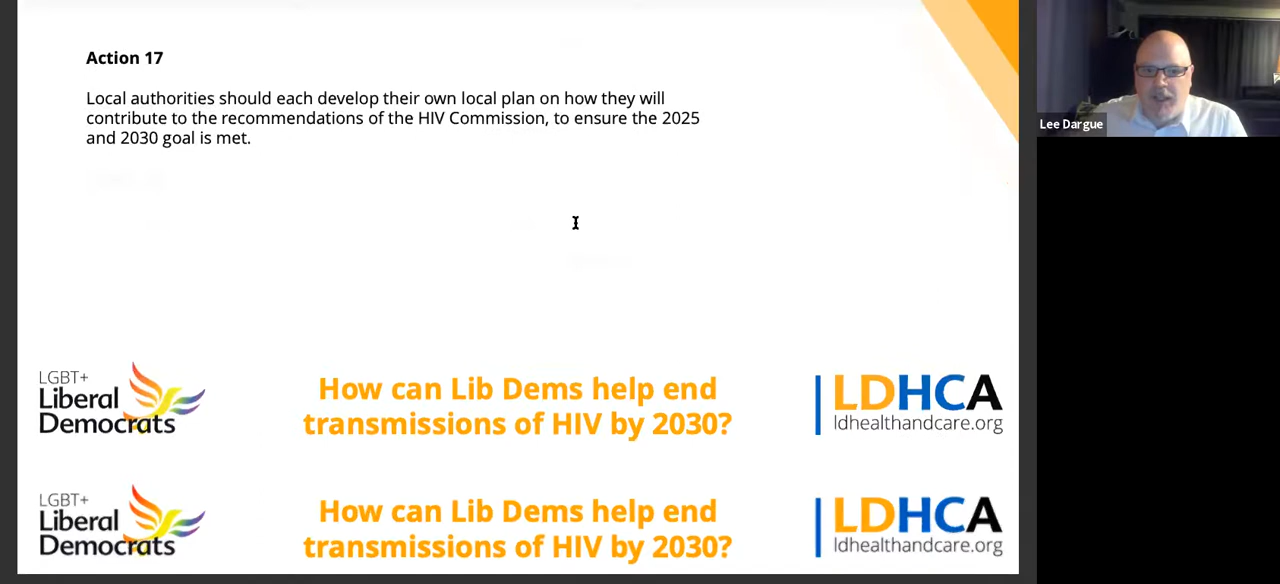 Action 17
Local authorities should each develop their own local plan on how they will
contribute to the recommendations of the HIV Commission, to ensure the 2025
and 2030 goal is met.
Lee Dargue
LGBT+
Liberal
Democrats
How can Lib Dems help end
transmissions of HIV by 2030?
LDHCA
ldhealthandcare.org
LGBT+
Liberal
Democrats
How can Lib Dems help end
transmissions of HIV by 2030?
LDHCA
ldhealthandcare.org